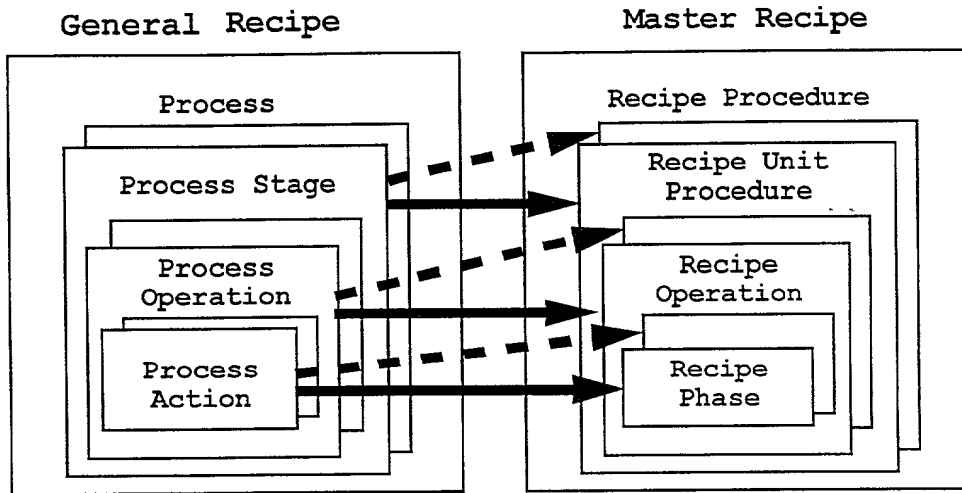 General Recipe
Process
Process Stage
Process
Operation
Process
Action
Master Recipe
Recipe Procedure
Recipe Unit
Procedure
Recipe
Operation
Recipe
Phase